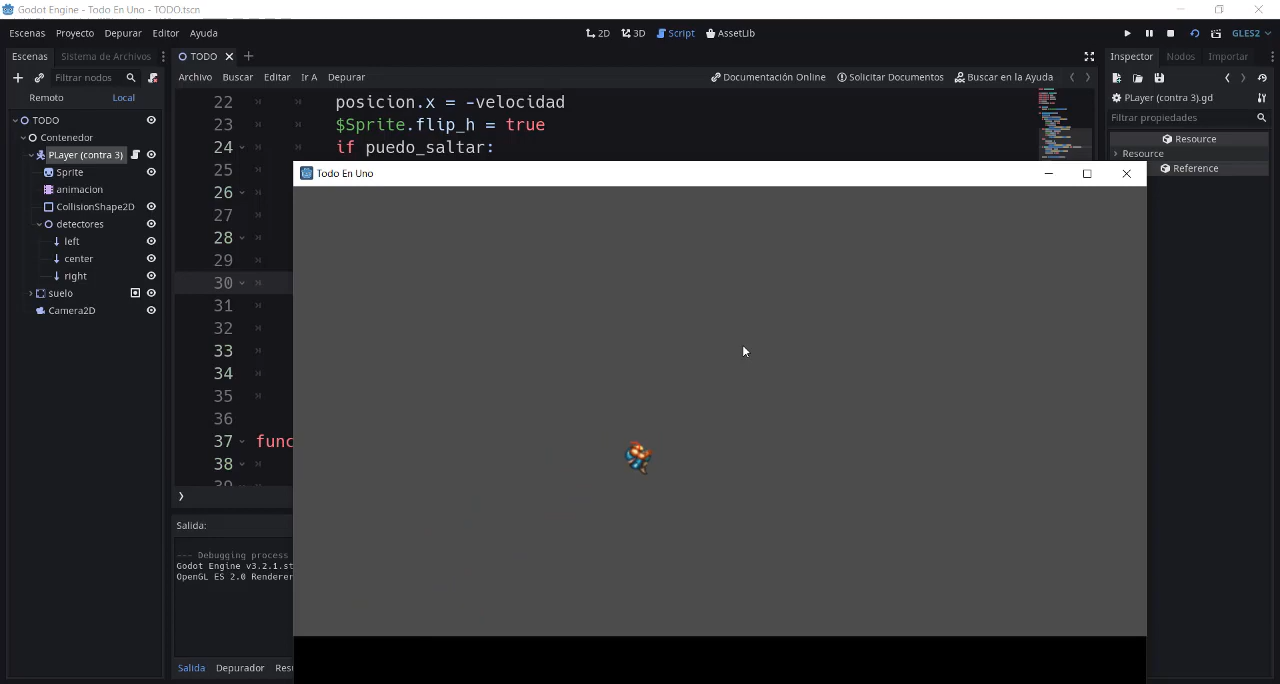 Godot Engine - Todo En Uno - TODO.tscn
Escenas Proyecto Depurar Editor Ayuda
2D 3D Script AssetLib
GLES2
Escenas Sistema de Archivos
TODO
Inspector Nodos Importar
Filtrar nodos
Archivo Buscar Editar Ir A Depurar
Documentación Online Solicitar Documentos Buscar en la Ayuda
Remoto Local
PLayer (contra 3).gd
Filtrar propiedades
Resource
Resource
Reference
TODO
Contenedor
PLayer (contra 3)
Sprite
animacion
CollisionShape2D
detectores
left
center
right
suelo
Camera2D
22 posicion.x = -velocidad
23 $Sprite.flip_h = true
24 if puedo_saltar:
25
26
27
28
29
30
31
32
33
34
35
36
37 func
38
39
Todo En Uno
Salida:
--- Debugging process
Godot Engine v3.2.1.st
OpenGL ES 2.0 Renderer
Salida Depurador Resu